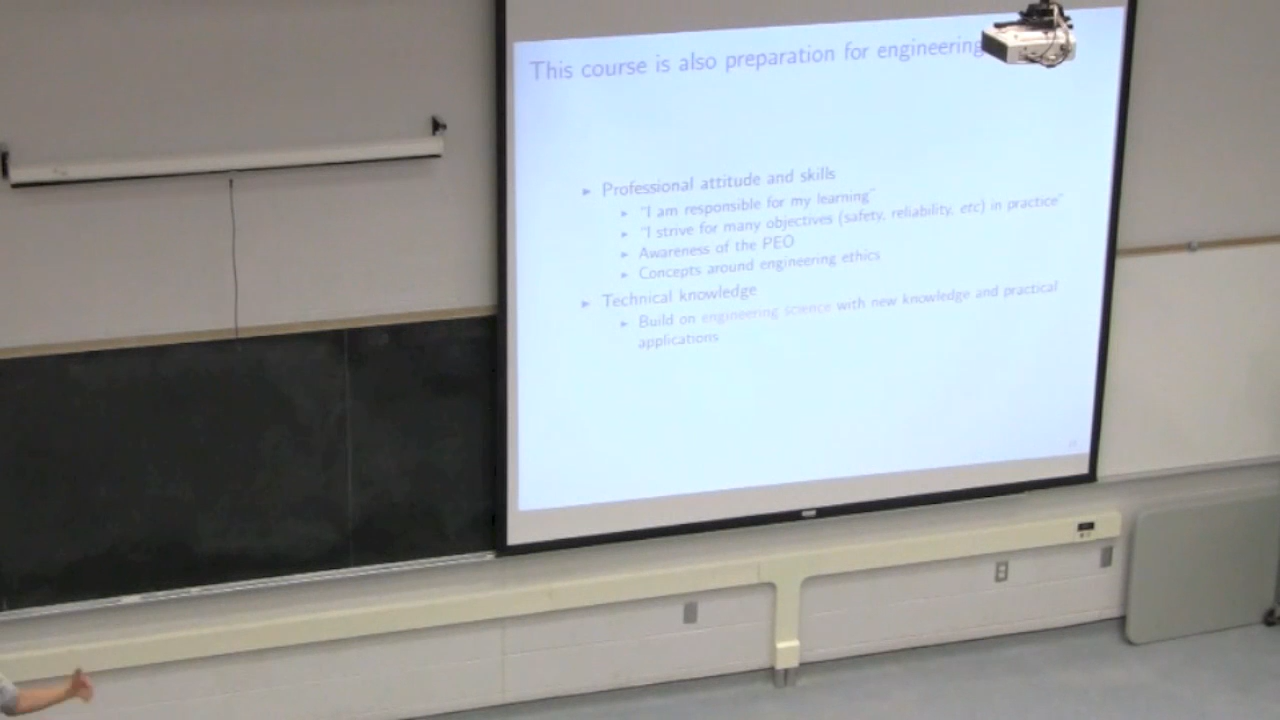 This course is also preparation for engineering
Professional attitude and skills
"I am responsible for my learning"
"I strive for many objectives (safety, reliability, etc) in practice"
Awareness of the PEO
Concepts around engineering ethics
Technical knowledge
Build on engineering science with new knowledge and practical
applications